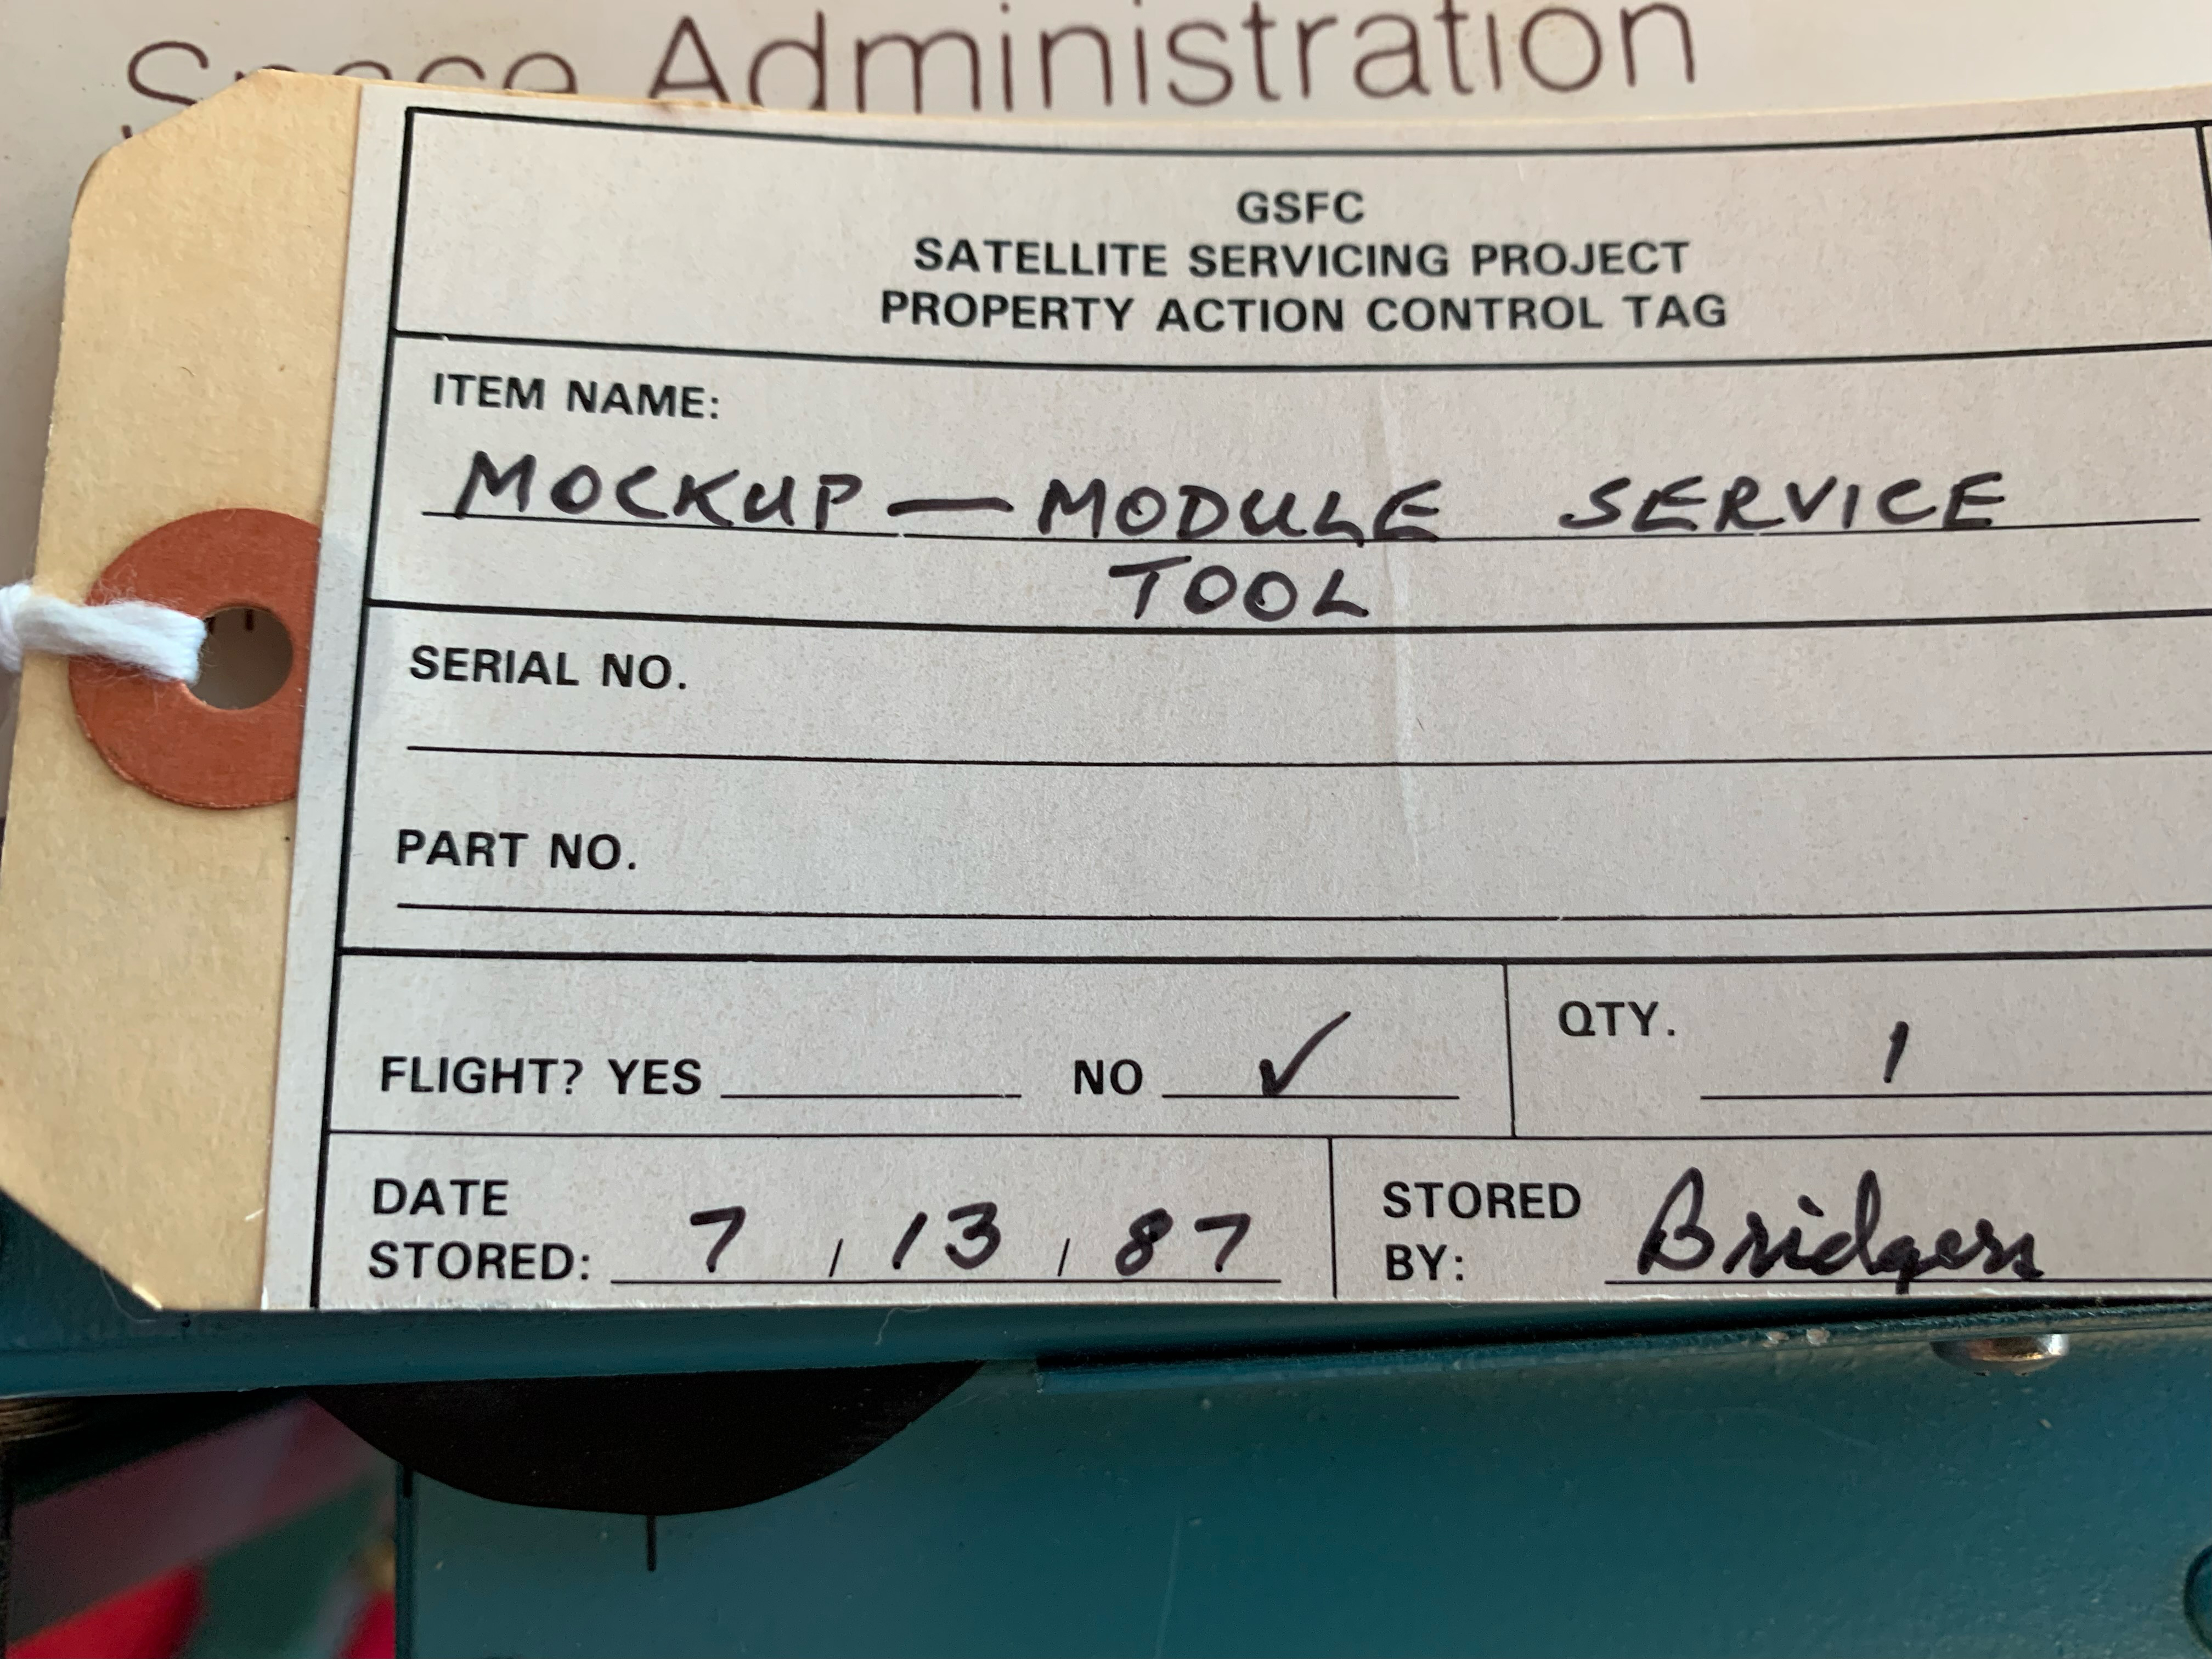 Space Administration
GSFC
SATELLITE SERVICING PROJECT
PROPERTY ACTION CONTROL TAG
ITEM NAME:
MOCKUP — MODULE SERVICE
TOOL
SERIAL NO.
PART NO.
FLIGHT? YES NO ✓
QTY. 1
DATE
STORED: 7 / 13 / 87
STORED
BY: Bridgers